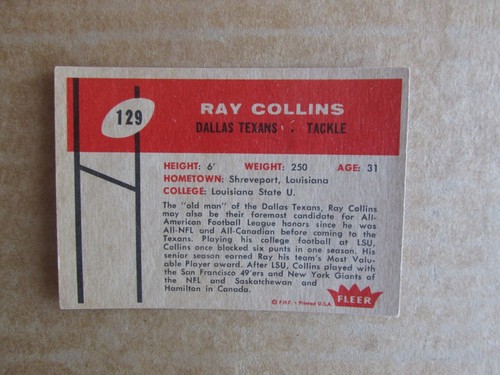 129
RAY COLLINS
DALLAS TEXANS · TACKLE
HEIGHT: 6' WEIGHT: 250 AGE: 31
HOMETOWN: Shreveport, Louisiana
COLLEGE: Louisiana State U.
The "old man" of the Dallas Texans, Ray Collins
may also be their foremost candidate for All-
American Football League honors since he was
All-NFL and All-Canadian before coming to the
Texans. Playing his college football at LSU,
Collins once blocked six punts in one season. His
senior season earned Ray his team's Most Valu-
able Player award. After LSU, Collins played with
the San Francisco 49'ers and New York Giants of
the NFL and Saskatchewan and
Hamilton in Canada.
FLEER
© F.H.F. • Printed U.S.A